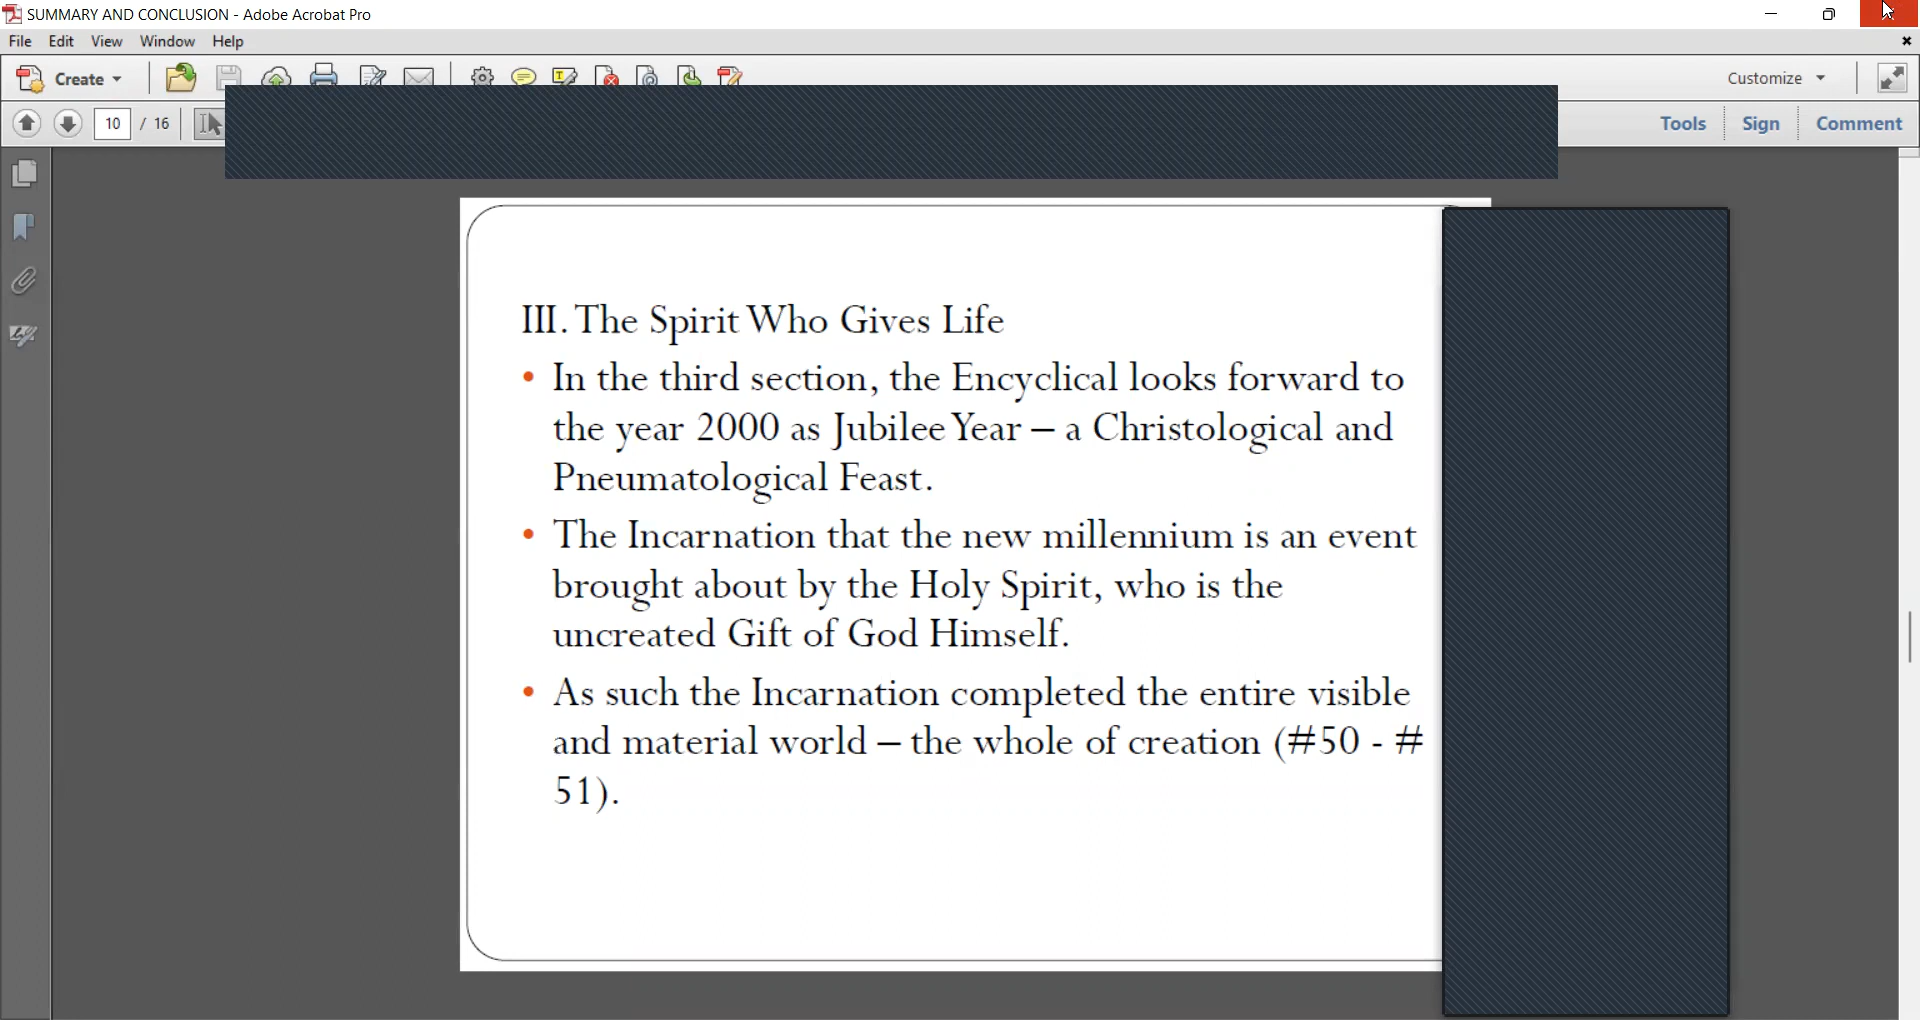 SUMMARY AND CONCLUSION - Adobe Acrobat Pro
File Edit View Window Help
Create Customize
10 / 16 Tools Sign Comment
III. The Spirit Who Gives Life
• In the third section, the Encyclical looks forward to
the year 2000 as Jubilee Year – a Christological and
Pneumatological Feast.
• The Incarnation that the new millennium is an event
brought about by the Holy Spirit, who is the
uncreated Gift of God Himself.
• As such the Incarnation completed the entire visible
and material world – the whole of creation (#50 - #
51).